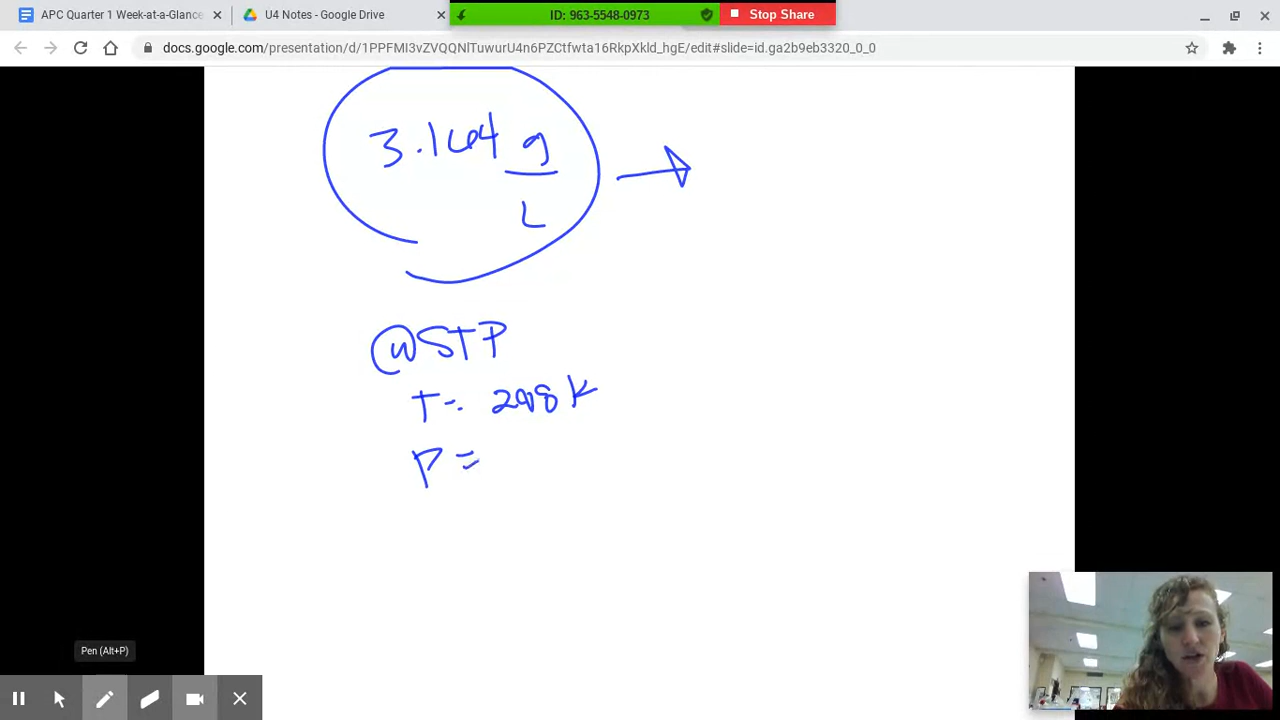 APC Quarter 1 Week-at-a-Glance
U4 Notes - Google Drive
ID: 963-5548-0973
Stop Share
docs.google.com/presentation/d/1PPFMI3vZVQQNlTuwurU4n6PZCtfwta16RkpXkld_hgE/edit#slide=id.ga2b9eb3320_0_0
3.164 g
L
@STP
T= 298 K
P =
Pen (Alt+P)